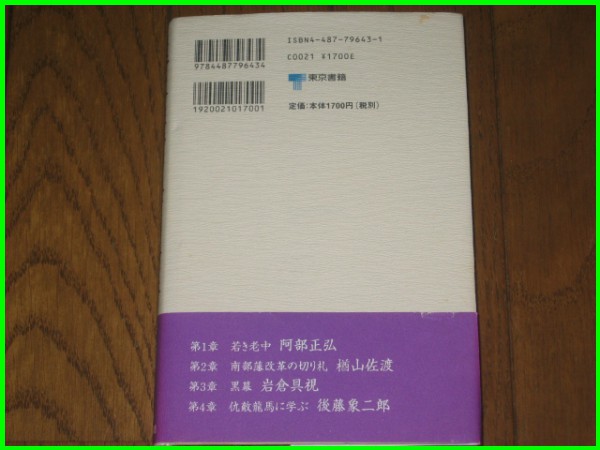 ISBN4-487-79643-1
C0021 ¥1700E
9784487796434
東京書籍
1920021017001
定価:本体1700円(税別)
第1章 若き老中 阿部正弘
第2章 南部藩改革の切り札 楢山佐渡
第3章 黒幕 岩倉具視
第4章 仇敵龍馬に学ぶ 後藤象二郎